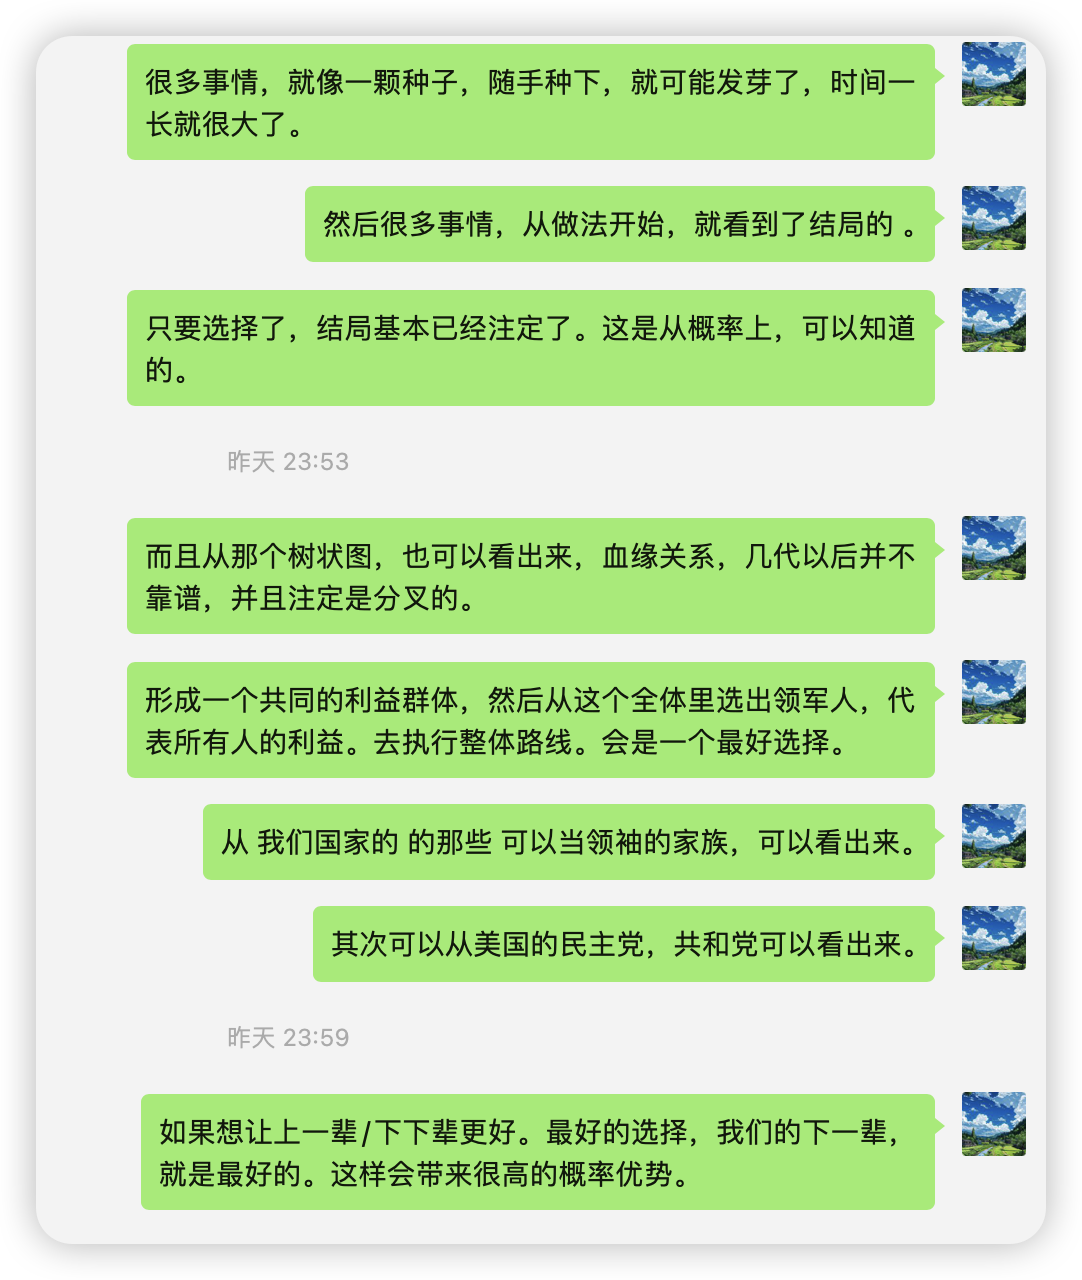 很多事情，就像一颗种子，随手种下，就可能发芽了，时间一
长就很大了。
然后很多事情，从做法开始，就看到了结局的 。
只要选择了，结局基本已经注定了。这是从概率上，可以知道
的。
昨天 23:53
而且从那个树状图，也可以看出来，血缘关系，几代以后并不
靠谱，并且注定是分叉的。
形成一个共同的利益群体，然后从这个全体里选出领军人，代
表所有人的利益。去执行整体路线。会是一个最好选择。
从 我们国家的 的那些 可以当领袖的家族，可以看出来。
其次可以从美国的民主党，共和党可以看出来。
昨天 23:59
如果想让上一辈/下下辈更好。最好的选择，我们的下一辈，
就是最好的。这样会带来很高的概率优势。